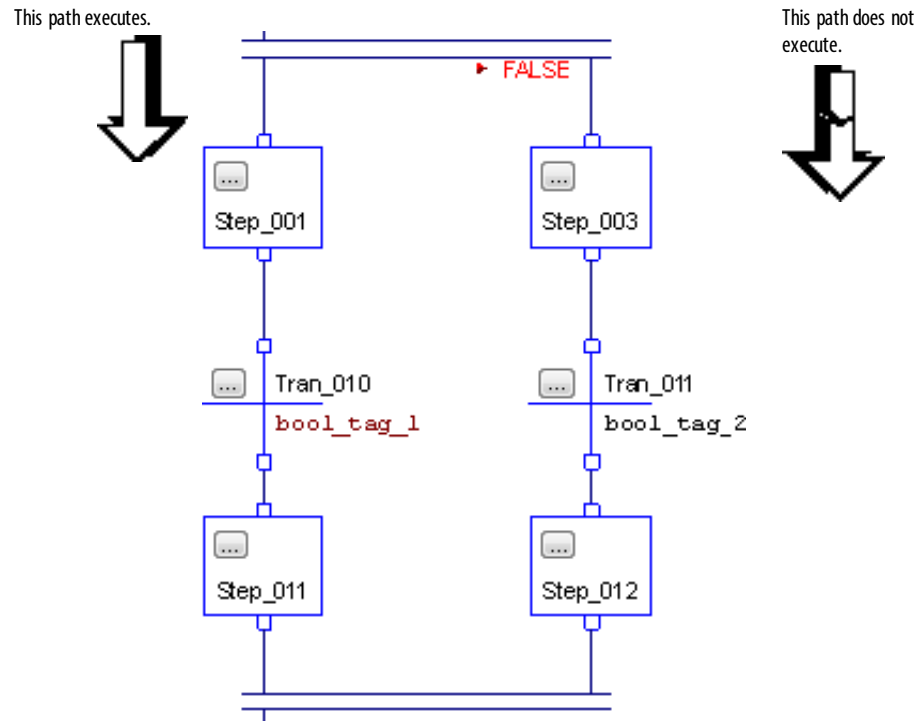 This path executes.
This path does not
execute.
FALSE
...
...
Step_001
Step_003
...
Tran_010
...
Tran_011
bool_tag_1
bool_tag_2
...
...
Step_011
Step_012